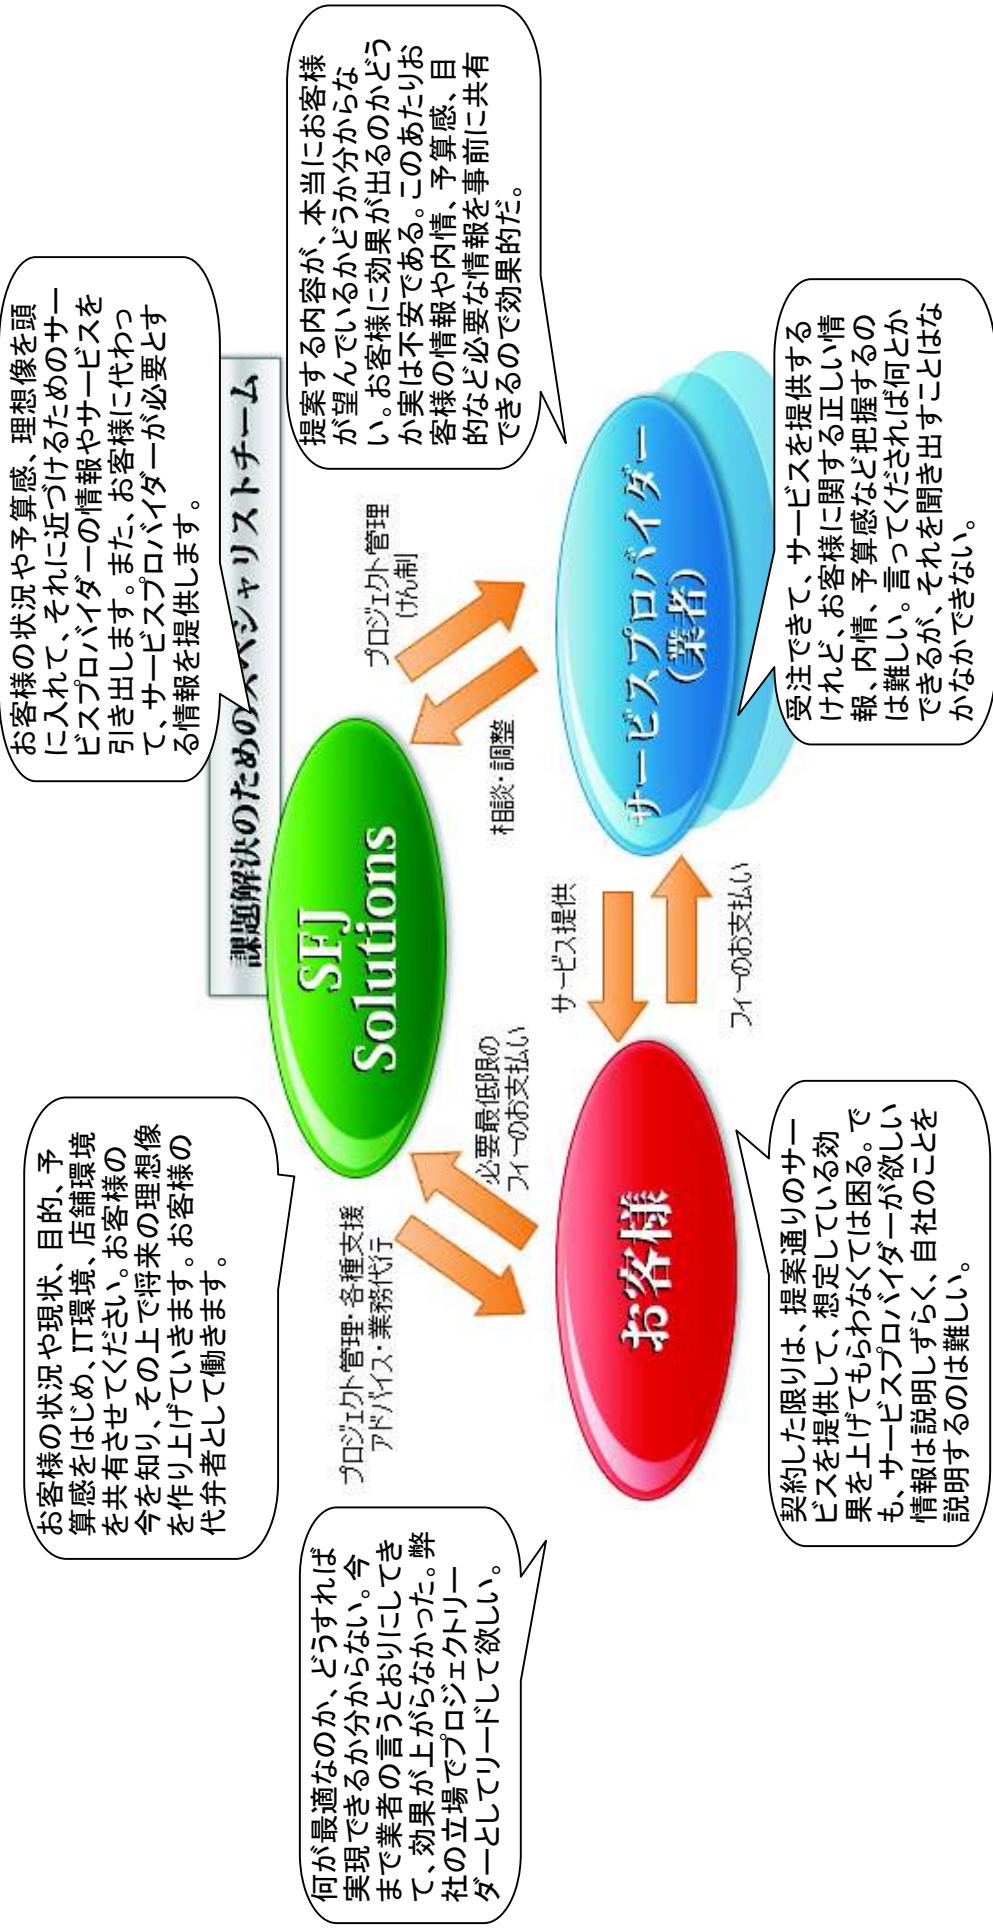 お客様の状況や現状、目的、予
算感をはじめ、IT環境、店舗環境
を共有させてください。お客様の
今を知り、その上で将来の理想像
を作り上げていきます。お客様の
代弁者として働きます。
お客様の状況や予算感、理想像を頭
に入れて、それに近づけるためのサー
ビスプロバイダーの情報やサービスを
引き出します。また、お客様に代わっ
て、サービスプロバイダーが必要とす
る情報を提供します。
課題解決のためのスペシャリストチーム
SFJ
Solutions
何が最適なのか、どうすれば
実現できるか分からない。今
まで業者の言うとおりにしてき
て、効果が上がらなかった。弊
社の立場でプロジェクトリー
ダーとしてリードして欲しい。
プロジェクト管理・各種支援
アドバイス・業務代行
必要最低限の
フィーのお支払い
プロジェクト管理
(けん制)
相談・調整
提案する内容が、本当にお客様
が望んでいるかどうか分からな
い。お客様に効果が出るのかどう
か実は不安である。このあたりお
客様の情報や内情、予算感、目
的など必要な情報を事前に共有
できるので効果的だ。
お客様
サービス提供
フィーのお支払い
サービスプロバイダー
(業者)
契約した限りは、提案通りのサー
ビスを提供して、想定している効
果を上げてもらわなくては困る。で
も、サービスプロバイダーが欲しい
情報は説明しずらく、自社のことを
説明するのは難しい。
受注できて、サービスを提供する
けれど、お客様に関する正しい情
報、内情、予算感など把握するの
は難しい。言ってくだされば何とか
できるが、それを聞き出すことはな
かなかできない。